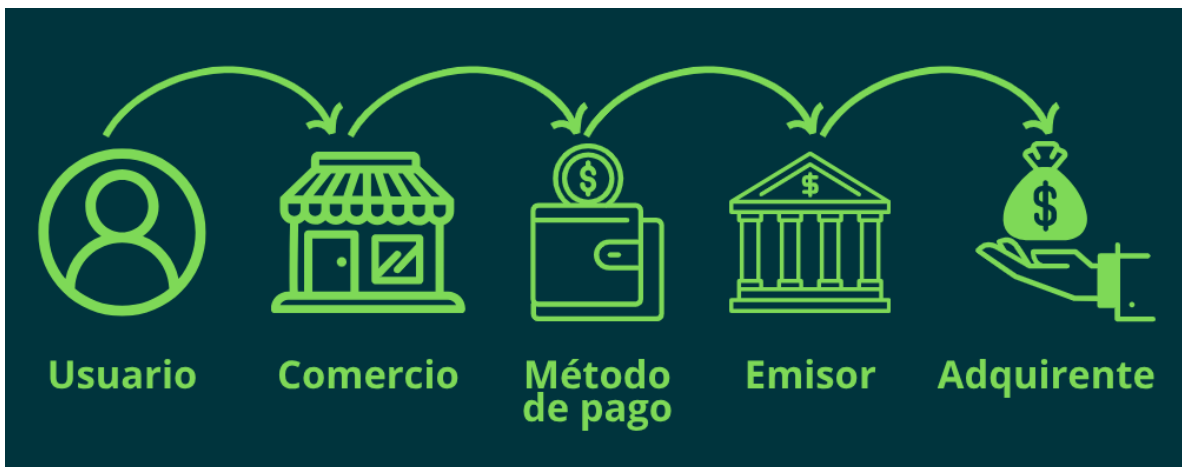 $
$
$
Usuario
Comercio
Método
de pago
Emisor
Adquirente